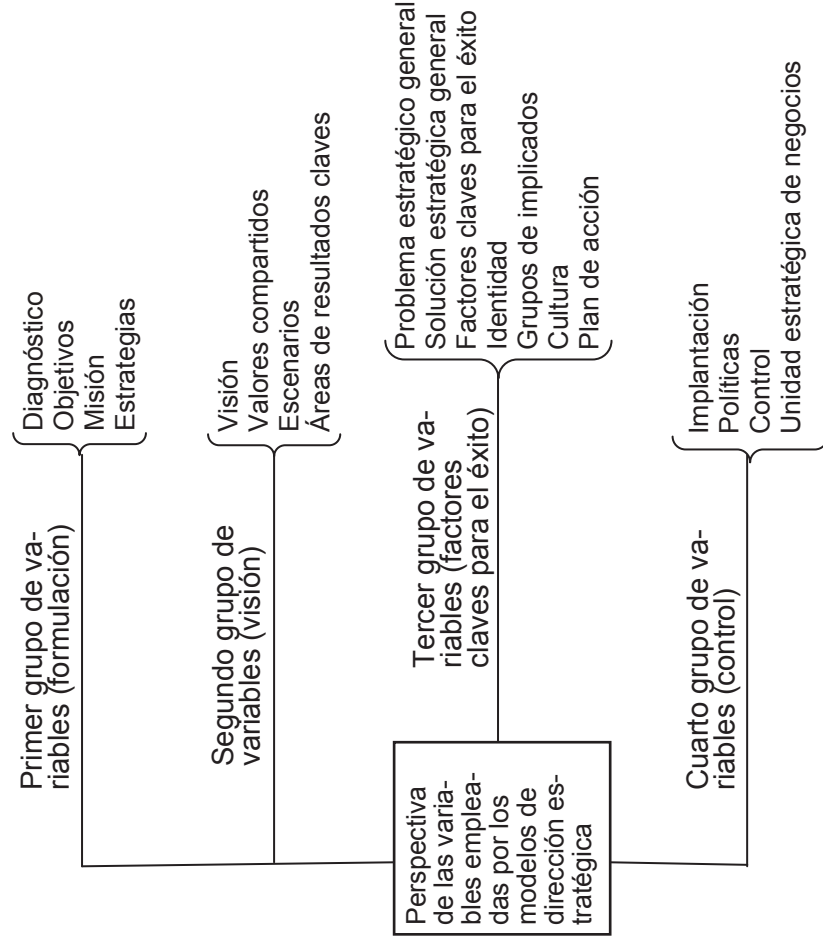 Perspectiva
de las varia-
bles emplea-
das por los
modelos de
dirección es-
tratégica
Primer grupo de va-
riables (formulación)
Diagnóstico
Objetivos
Misión
Estrategias
Segundo grupo de
variables (visión)
Visión
Valores compartidos
Escenarios
Áreas de resultados claves
Tercer grupo de va-
riables (factores
claves para el éxito)
Problema estratégico general
Solución estratégica general
Factores claves para el éxito
Identidad
Grupos de implicados
Cultura
Plan de acción
Cuarto grupo de va-
riables (control)
Implantación
Políticas
Control
Unidad estratégica de negocios